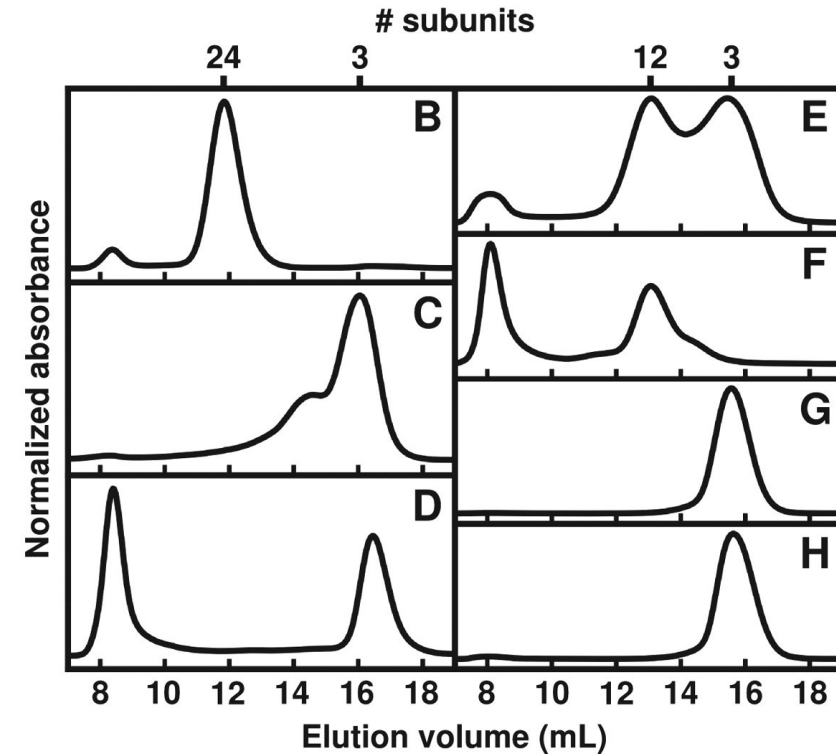 # subunits
24 3 12 3
B
E
F
C
G
D
H
Normalized absorbance
8 10 12 14 16 18 8 10 12 14 16 18
Elution volume (mL)